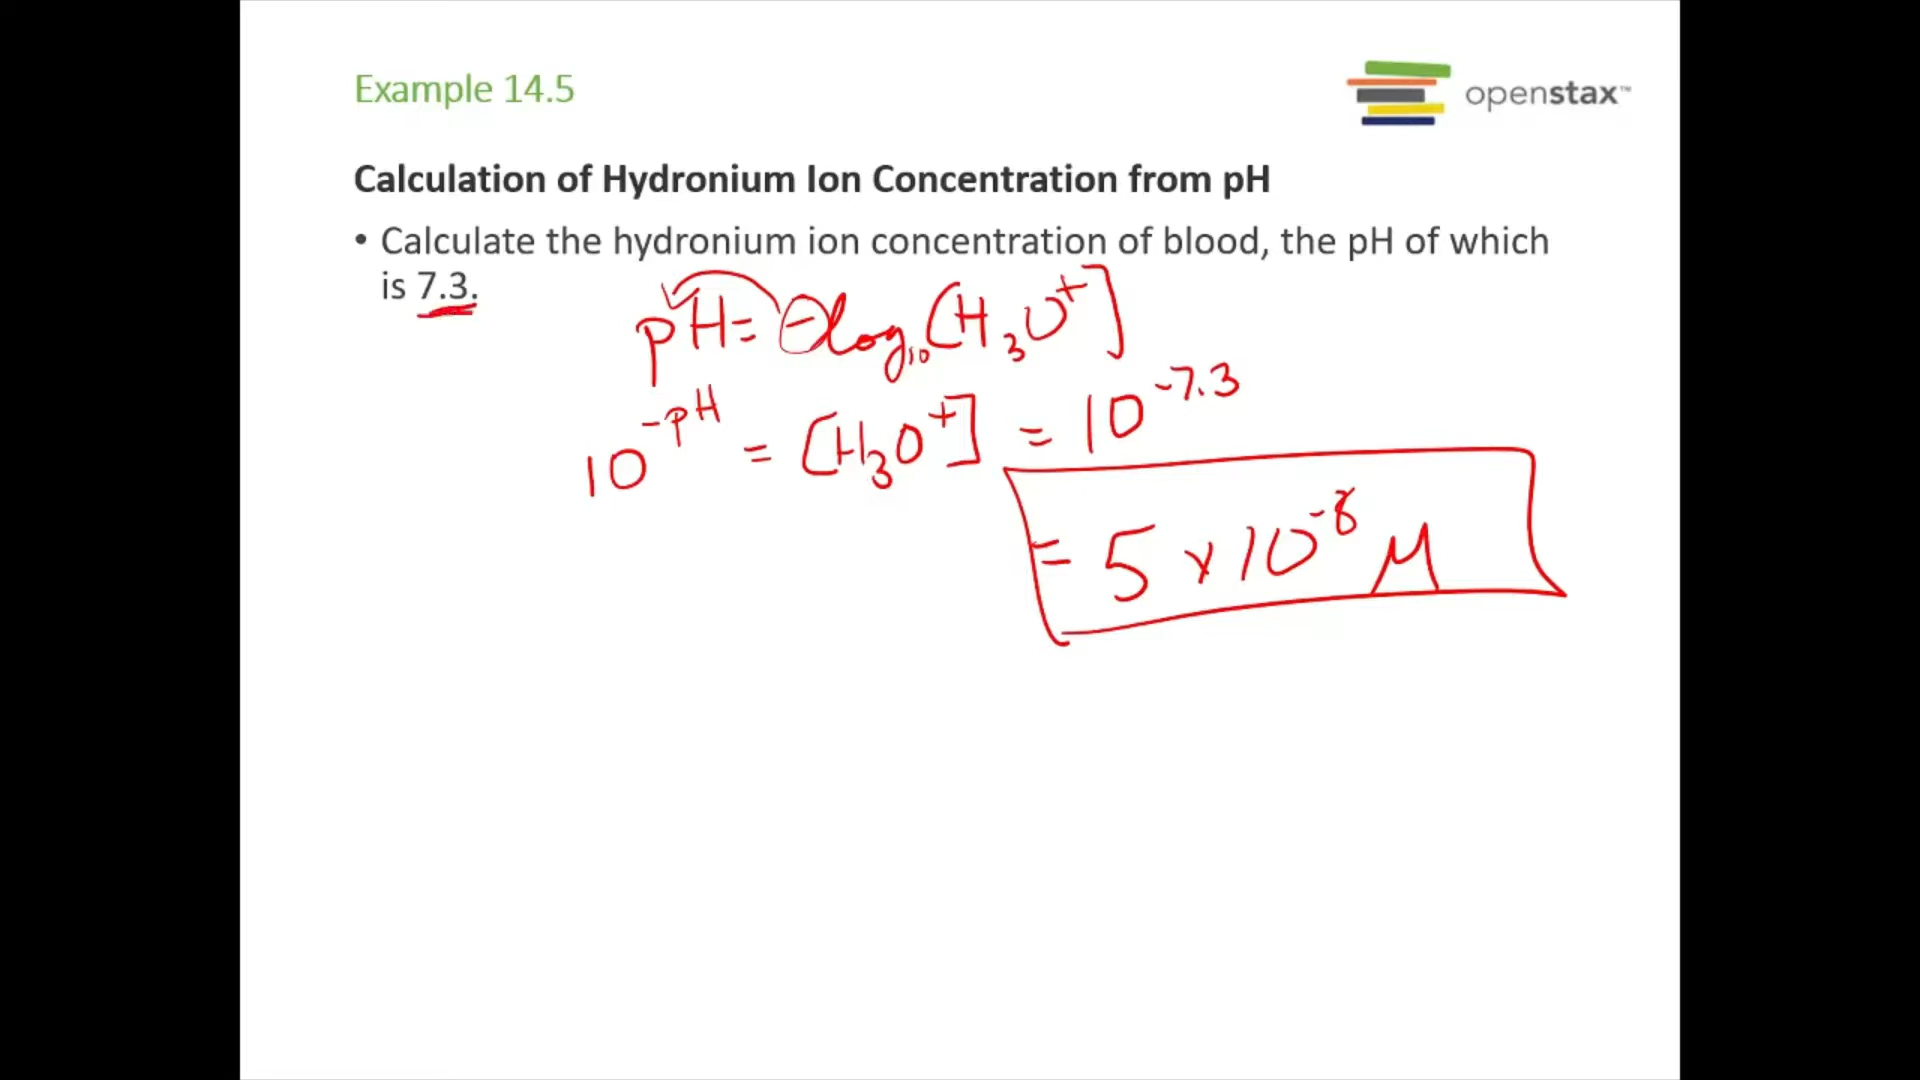 Example 14.5
openstax™
Calculation of Hydronium Ion Concentration from pH
• Calculate the hydronium ion concentration of blood, the pH of which
is 7.3.
pH = -log₁₀[H₃O⁺]
10^-pH = [H₃O⁺] = 10^-7.3
= 5 × 10⁻⁸ M